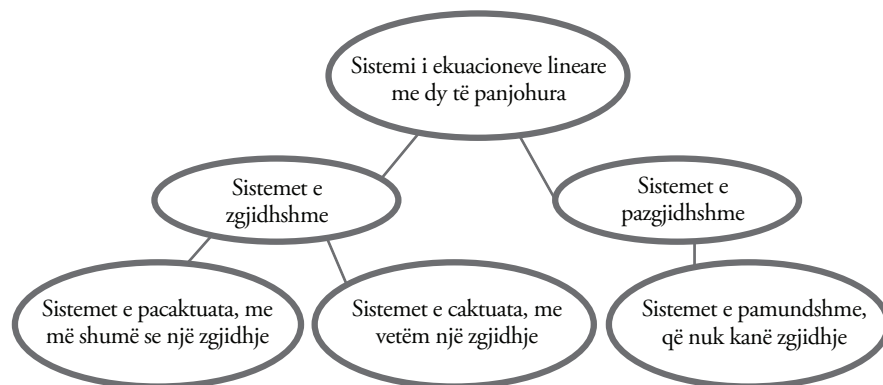 Sistemi i ekuacioneve lineare
me dy të panjohura
Sistemet e
zgjidhshme
Sistemet e
pazgjidhshme
Sistemet e pacaktuata, me
më shumë se një zgjidhje
Sistemet e caktuata, me
vetëm një zgjidhje
Sistemet e pamundshme,
që nuk kanë zgjidhje